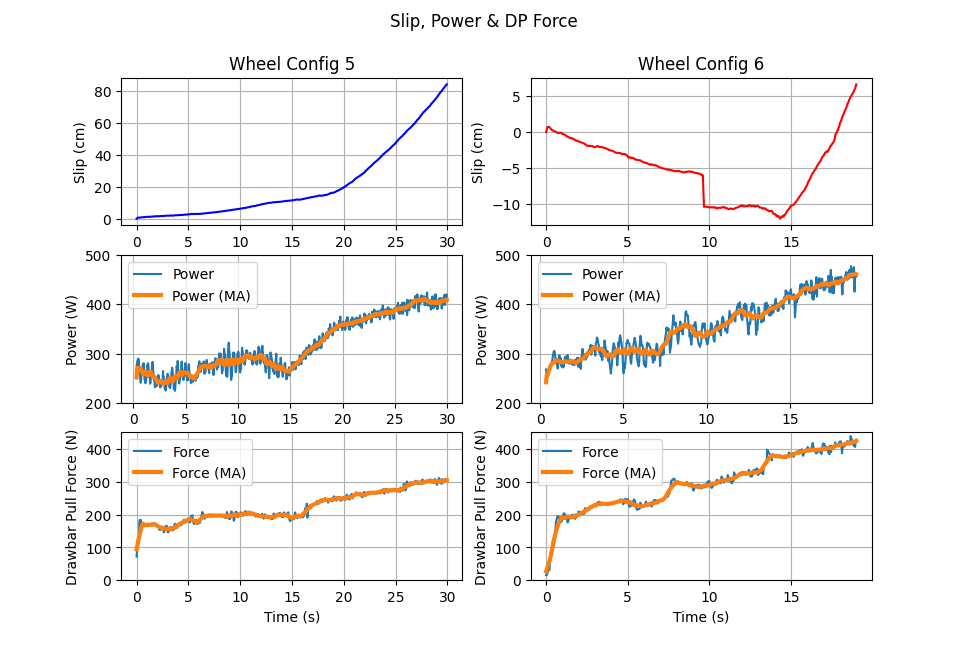 Slip, Power & DP Force
Wheel Config 5
Slip (cm)
80
60
40
20
0
0 5 10 15 20 25 30
Wheel Config 6
Slip (cm)
5
0
−5
−10
0 5 10 15
Power (W)
500
400
300
200
Power
Power (MA)
0 5 10 15 20 25 30
Power (W)
500
400
300
200
Power
Power (MA)
0 5 10 15
Drawbar Pull Force (N)
400
300
200
100
0
Force
Force (MA)
0 5 10 15 20 25 30
Time (s)
Drawbar Pull Force (N)
400
300
200
100
0
Force
Force (MA)
0 5 10 15
Time (s)